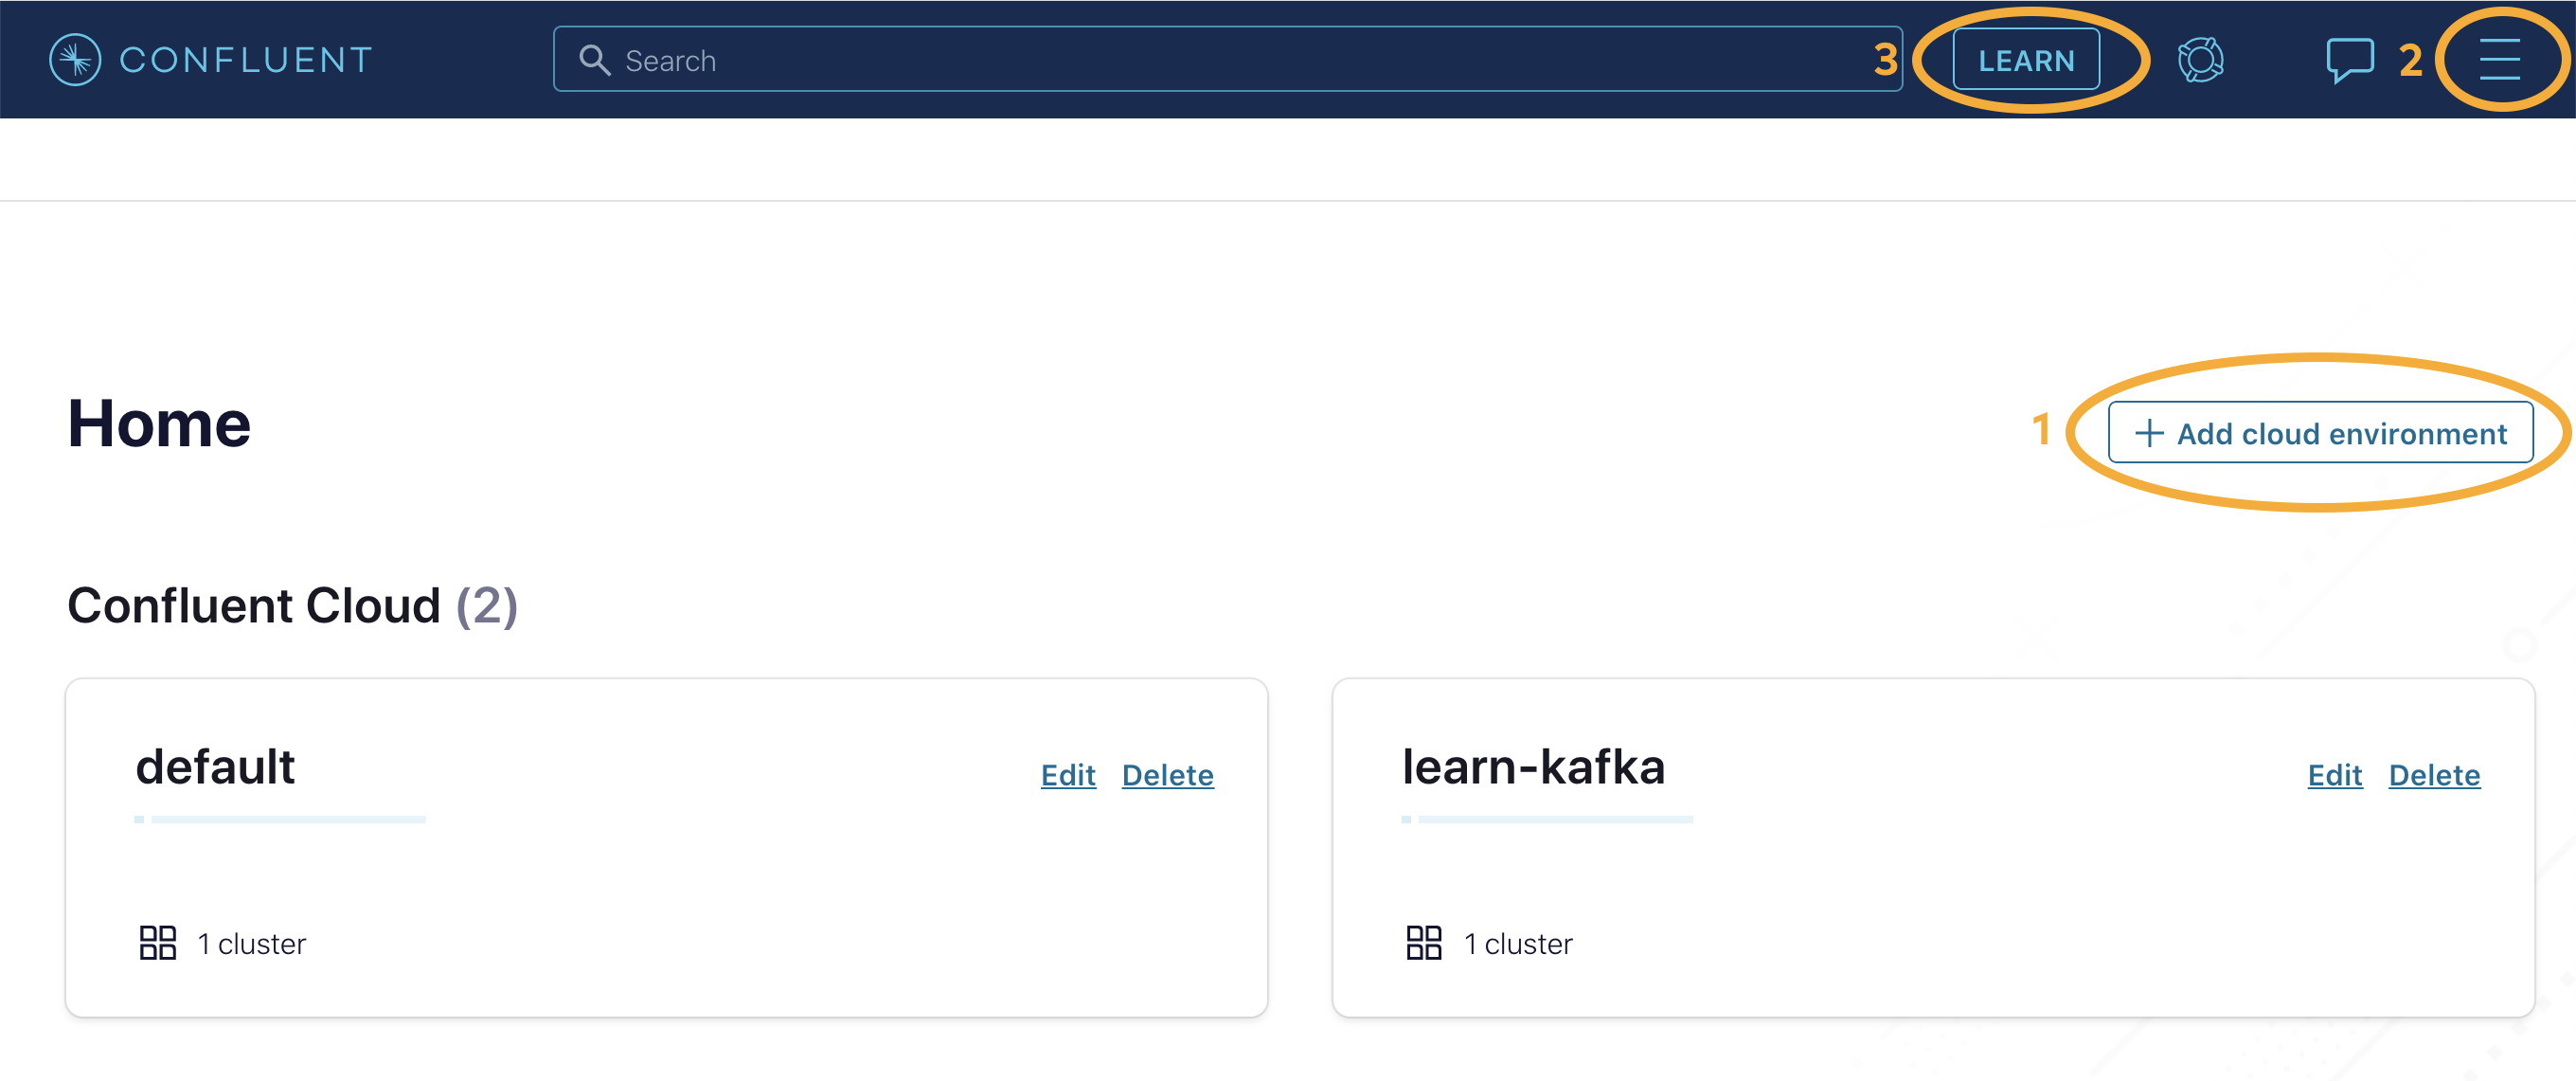 CONFLUENT
Search
3
LEARN
2
Home
1
Add cloud environment
Confluent Cloud (2)
default
Edit
Delete
1 cluster
learn-kafka
Edit
Delete
1 cluster